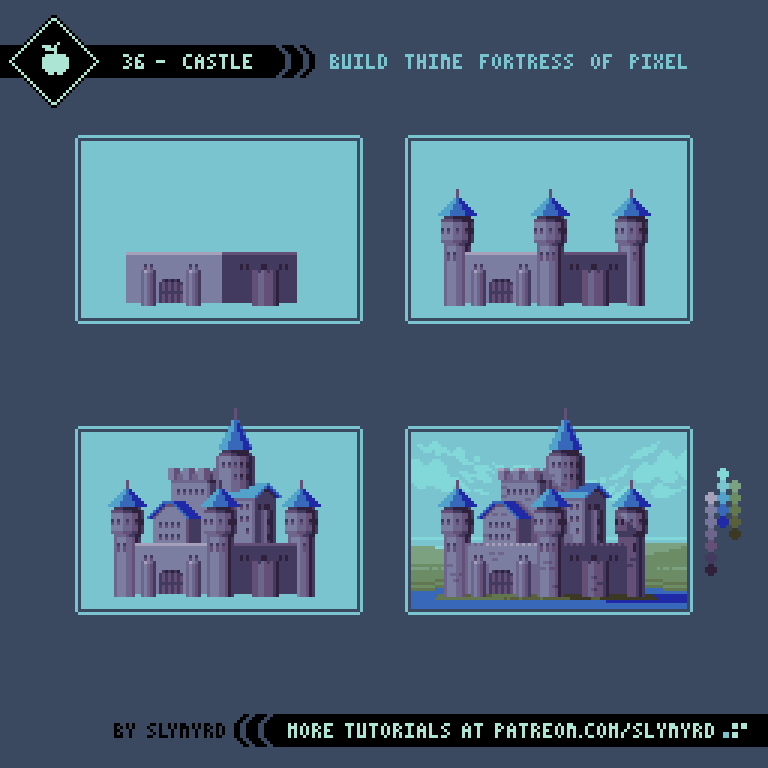 36 - CASTLE
BUILD THINE FORTRESS OF PIXEL
BY SLYNYRD
MORE TUTORIALS AT PATREON.COM/SLYNYRD